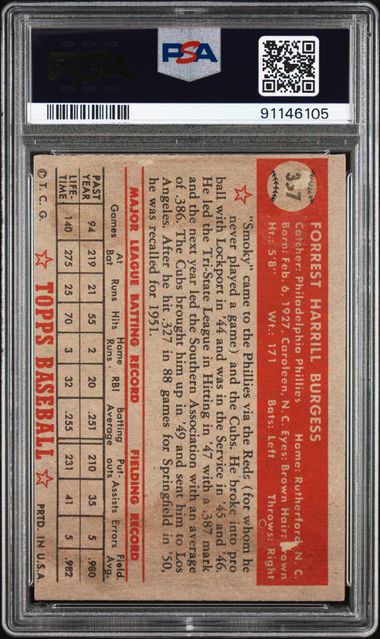 PSA
PSA
91146105
357
FORREST HARRILL BURGESS
Catcher: Philadelphia Phillies Home: Rutherford, N. C.
Born: Feb. 6, 1927, Caroleen, N. C. Eyes: Brown Hair: Brown
Ht.: 5'8" Wt.: 171 Bats: Left Throws: Right
"Smoky" came to the Phillies via the Reds (for whom he
never played a game) and the Cubs. He broke into pro
ball with Lockport in '44 and was in the Service in '45 and '46.
He led the Tri-State League in Hitting in '47 with a .387 mark
and the next year led the Southern Association with an average
of .386. The Cubs brought him up in '49 and sent him to Los
Angeles. After he hit .327 in 88 games for Springfield in '50,
he was recalled for 1951.
MAJOR LEAGUE BATTING RECORD FIELDING RECORD
Games At Bat Runs Hits Home Runs RBI Batting Average Put-outs Assists Errors Field. Avg.
PAST YEAR 94 219 21 55 2 20 .251 210 35 5 .980
LIFE-TIME 140 275 25 70 3 32 .255 231 41 5 .982
© T. C. G. TOPPS BASEBALL PRTD. IN U.S.A.